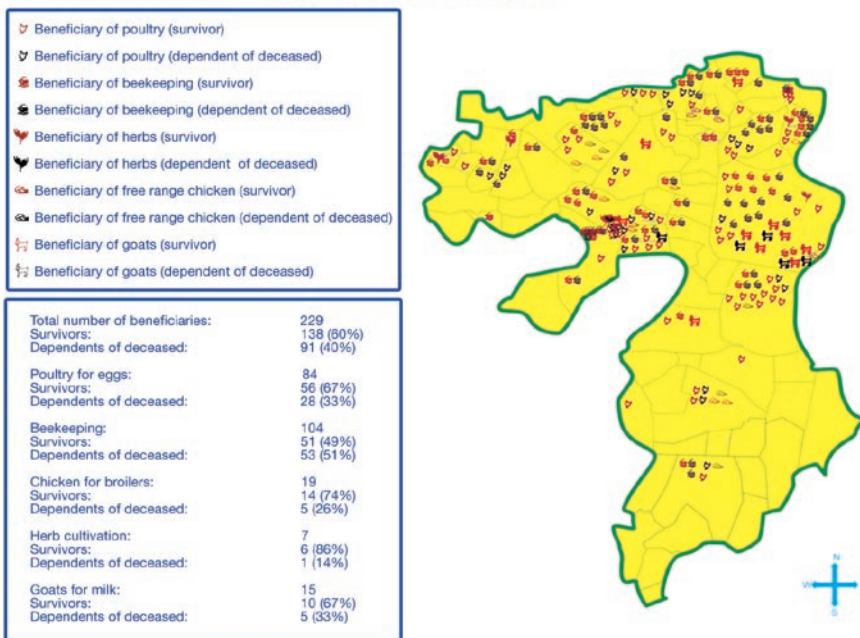 Beneficiary of poultry (survivor)
Beneficiary of poultry (dependent of deceased)
Beneficiary of beekeeping (survivor)
Beneficiary of beekeeping (dependent of deceased)
Beneficiary of herbs (survivor)
Beneficiary of herbs (dependent of deceased)
Beneficiary of free range chicken (survivor)
Beneficiary of free range chicken (dependent of deceased)
Beneficiary of goats (survivor)
Beneficiary of goats (dependent of deceased)
Total number of beneficiaries: 229
Survivors: 138 (60%)
Dependents of deceased: 91 (40%)
Poultry for eggs: 84
Survivors: 56 (67%)
Dependents of deceased: 28 (33%)
Beekeeping: 104
Survivors: 51 (49%)
Dependents of deceased: 53 (51%)
Chicken for broilers: 19
Survivors: 14 (74%)
Dependents of deceased: 5 (26%)
Herb cultivation: 7
Survivors: 6 (86%)
Dependents of deceased: 1 (14%)
Goats for milk: 15
Survivors: 10 (67%)
Dependents of deceased: 5 (33%)
N
W E
S